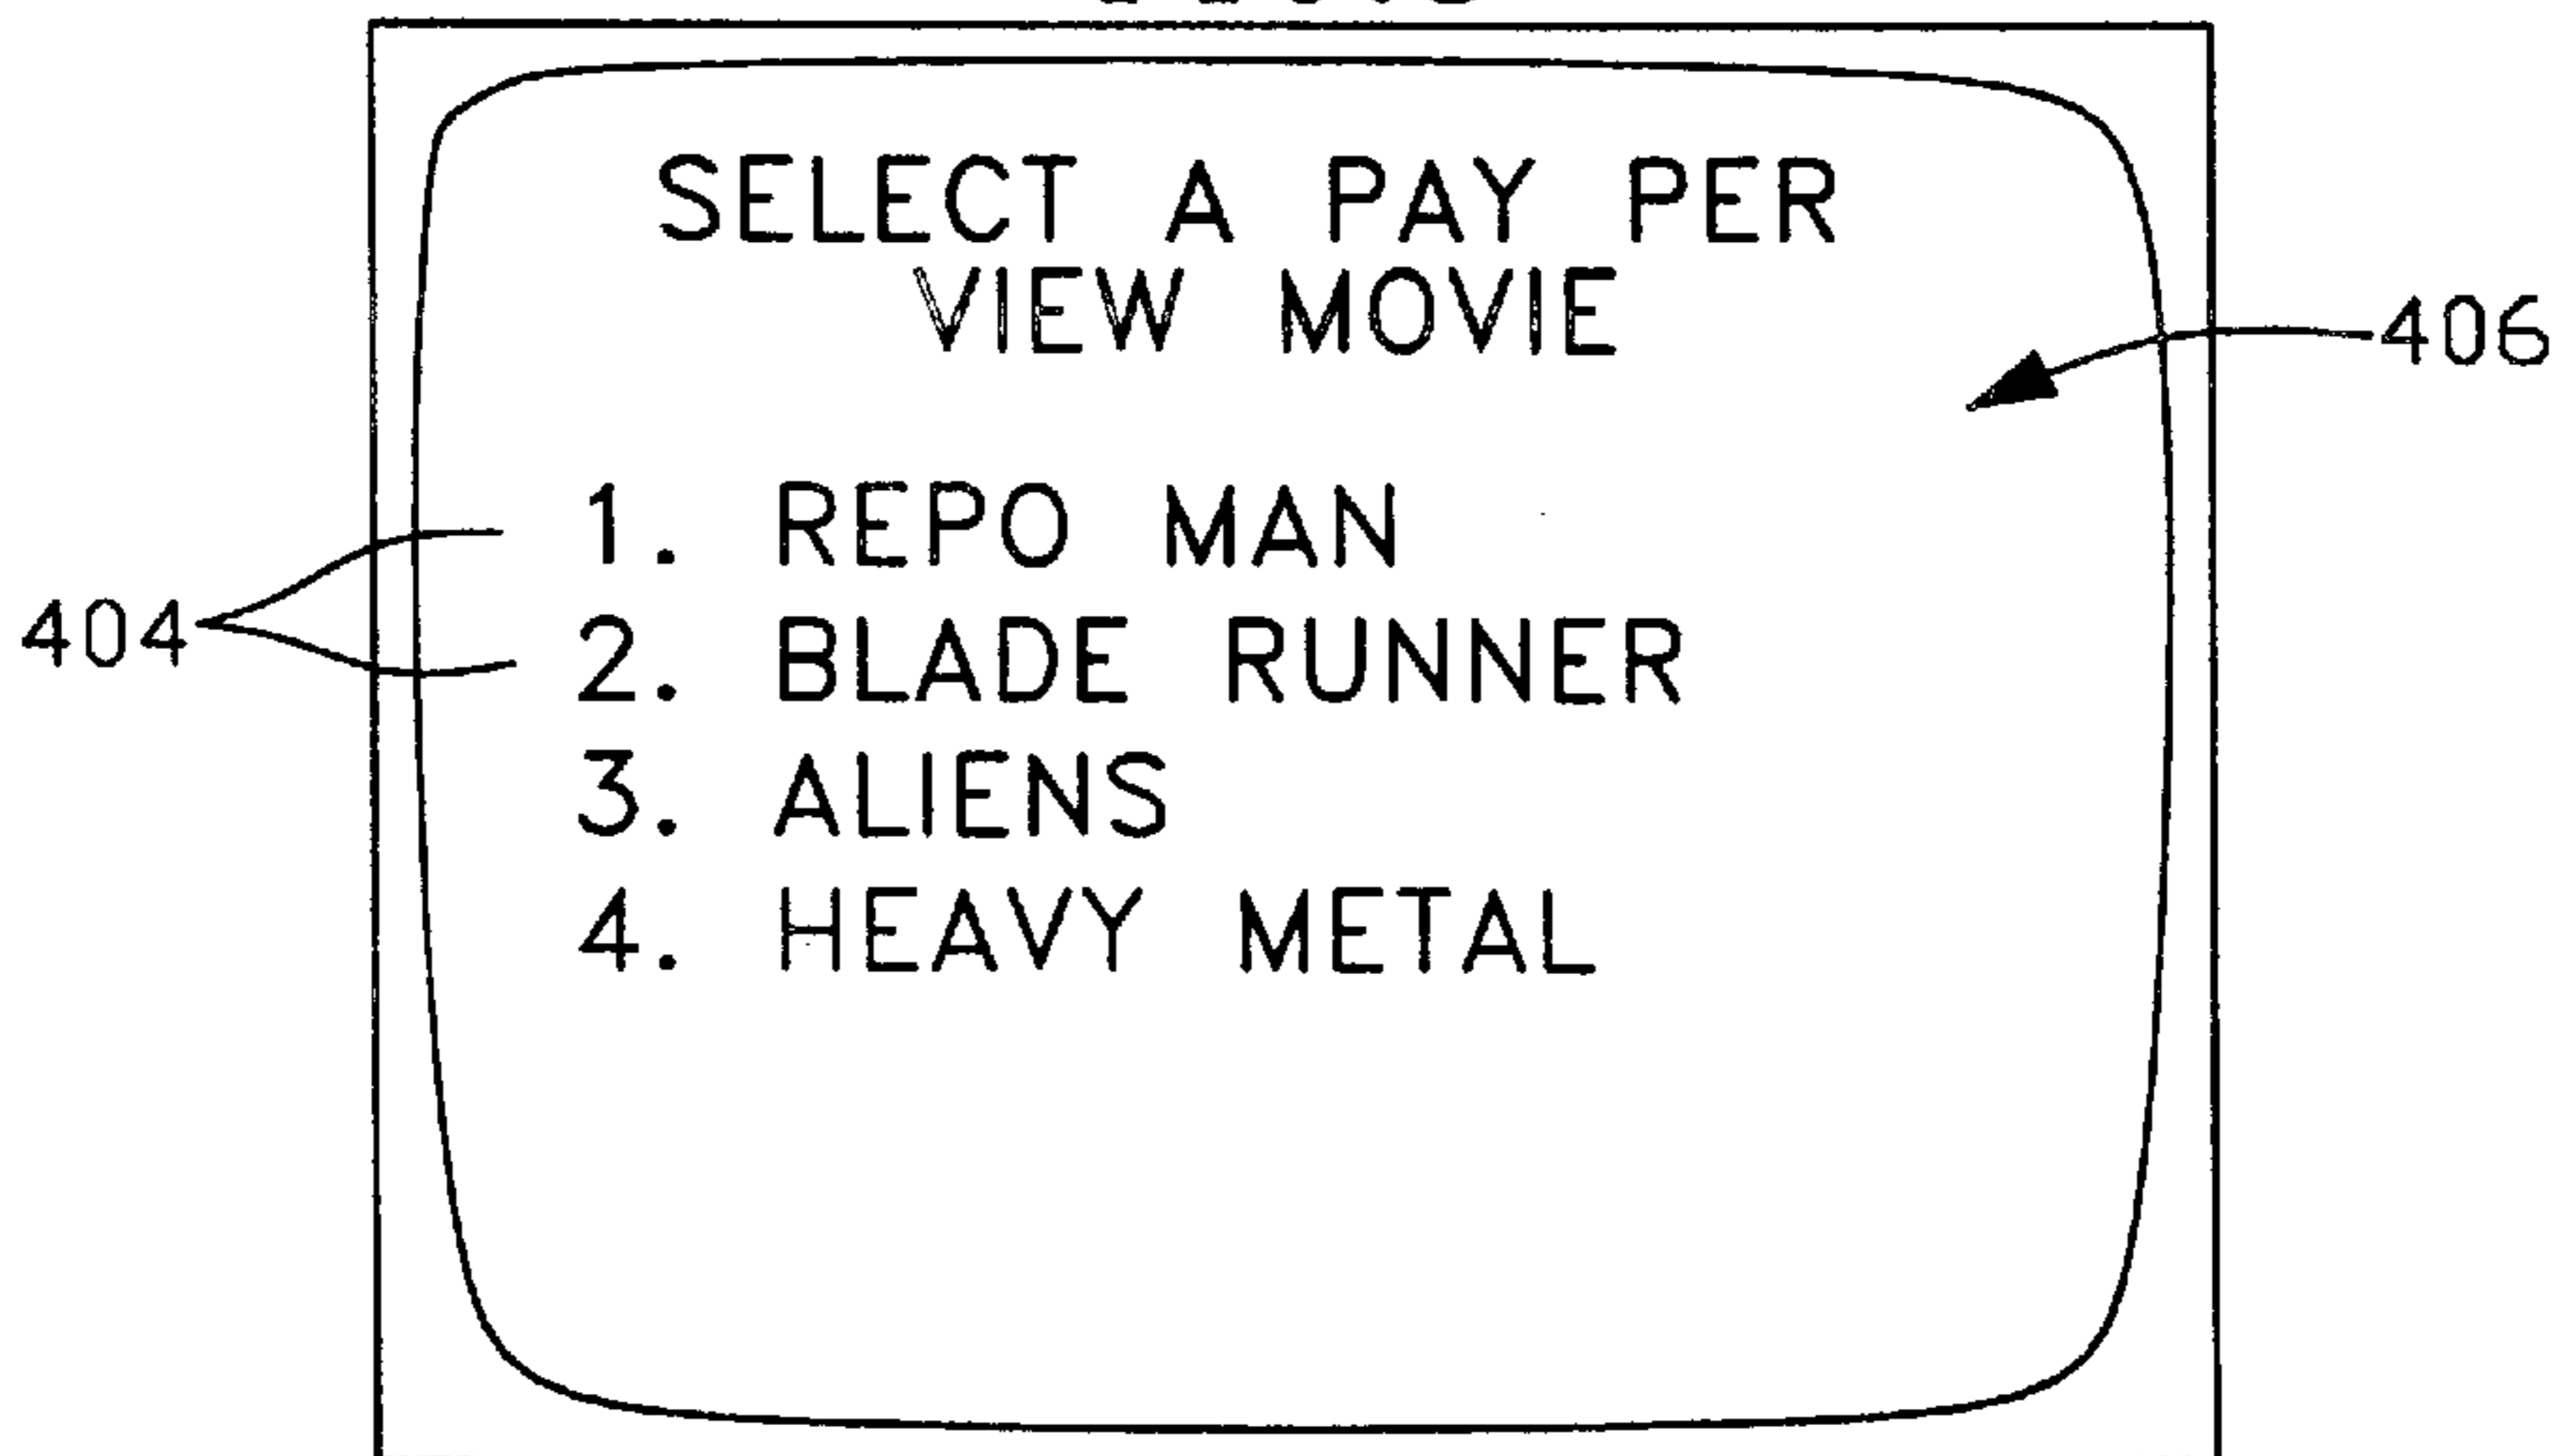 SELECT A PAY PER
VIEW MOVIE
406
1. REPO MAN
404
2. BLADE RUNNER
3. ALIENS
4. HEAVY METAL